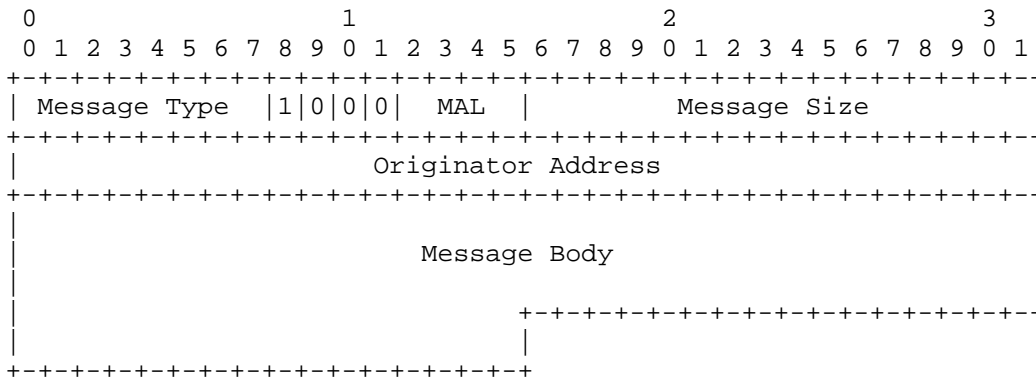 0                   1                   2                   3
 0 1 2 3 4 5 6 7 8 9 0 1 2 3 4 5 6 7 8 9 0 1 2 3 4 5 6 7 8 9 0 1
+-+-+-+-+-+-+-+-+-+-+-+-+-+-+-+-+-+-+-+-+-+-+-+-+-+-+-+-+-+-+-+-
| Message Type  |1|0|0|0|  MAL  |         Message Size
+-+-+-+-+-+-+-+-+-+-+-+-+-+-+-+-+-+-+-+-+-+-+-+-+-+-+-+-+-+-+-+-
|                      Originator Address
+-+-+-+-+-+-+-+-+-+-+-+-+-+-+-+-+-+-+-+-+-+-+-+-+-+-+-+-+-+-+-+-
|
|                         Message Body
|
|                               +-+-+-+-+-+-+-+-+-+-+-+-+-+-+-+-
|                               |
+-+-+-+-+-+-+-+-+-+-+-+-+-+-+-+-+